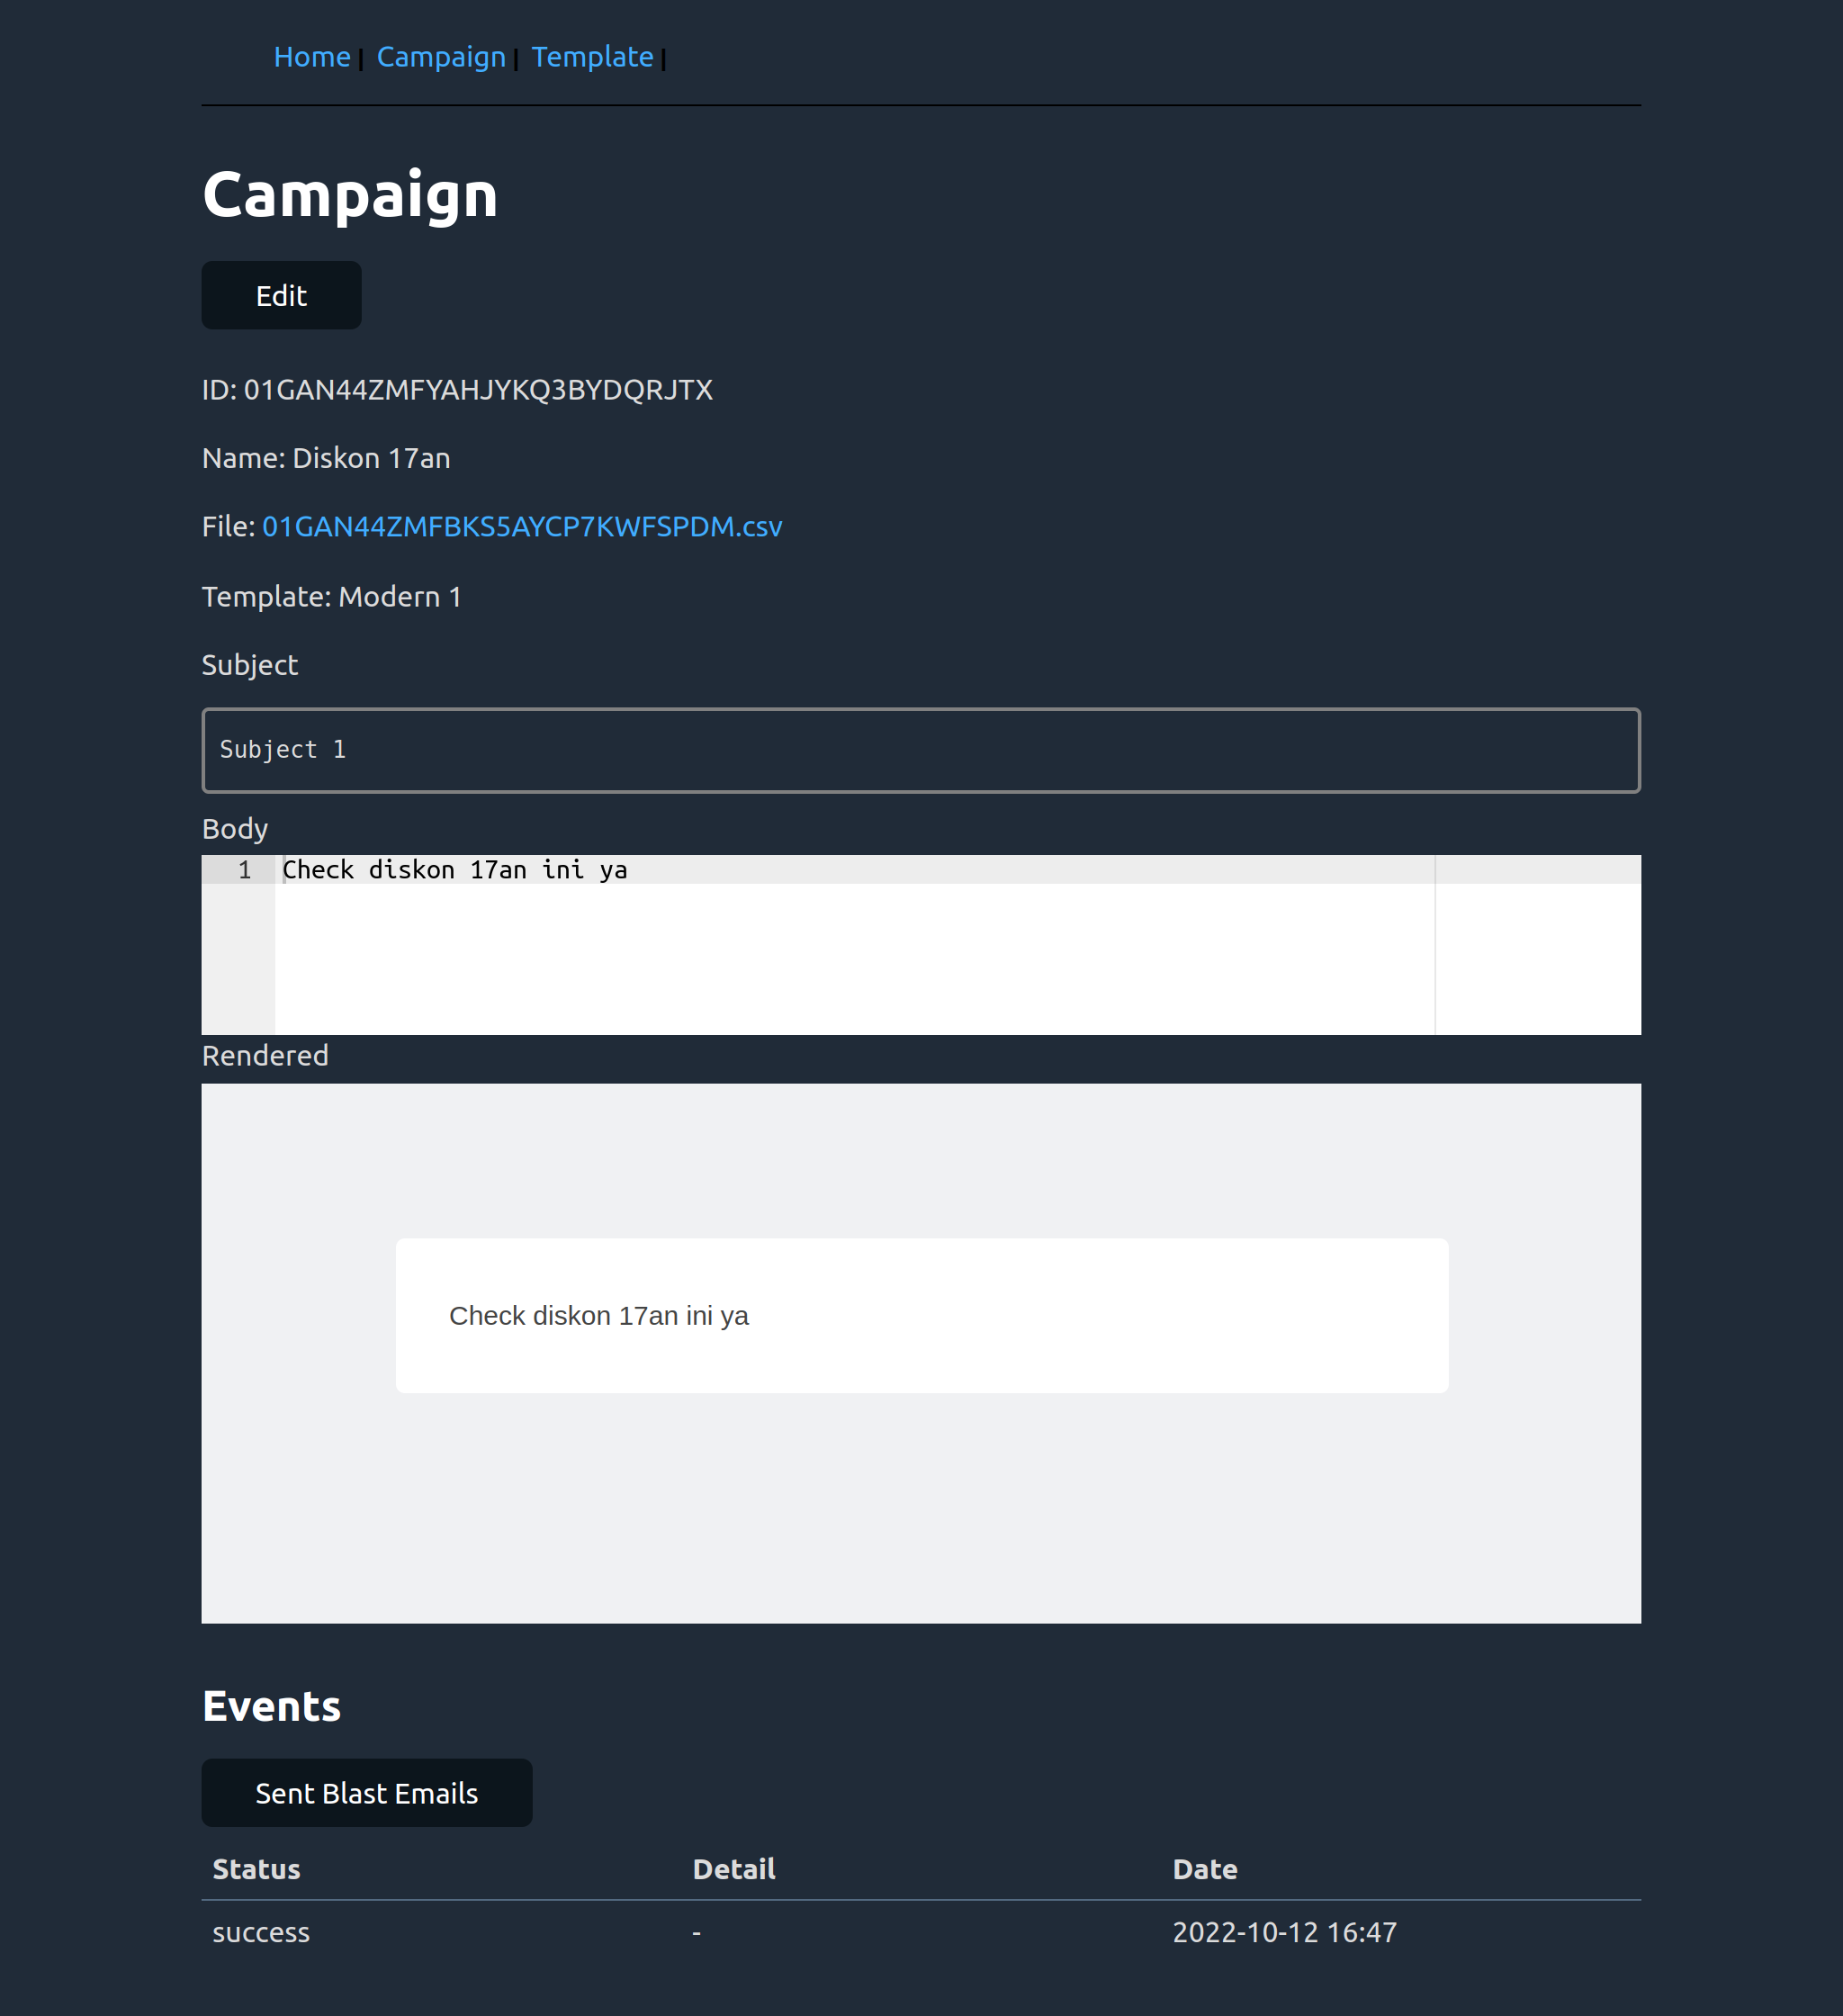 Home | Campaign | Template |
Campaign
Edit
ID: 01GAN44ZMFYAHJYKQ3BYDQRJTX
Name: Diskon 17an
File: 01GAN44ZMFBKS5AYCP7KWFSPDM.csv
Template: Modern 1
Subject
Subject 1
Body
1 Check diskon 17an ini ya
Rendered
Check diskon 17an ini ya
Events
Sent Blast Emails
Status Detail Date
success - 2022-10-12 16:47